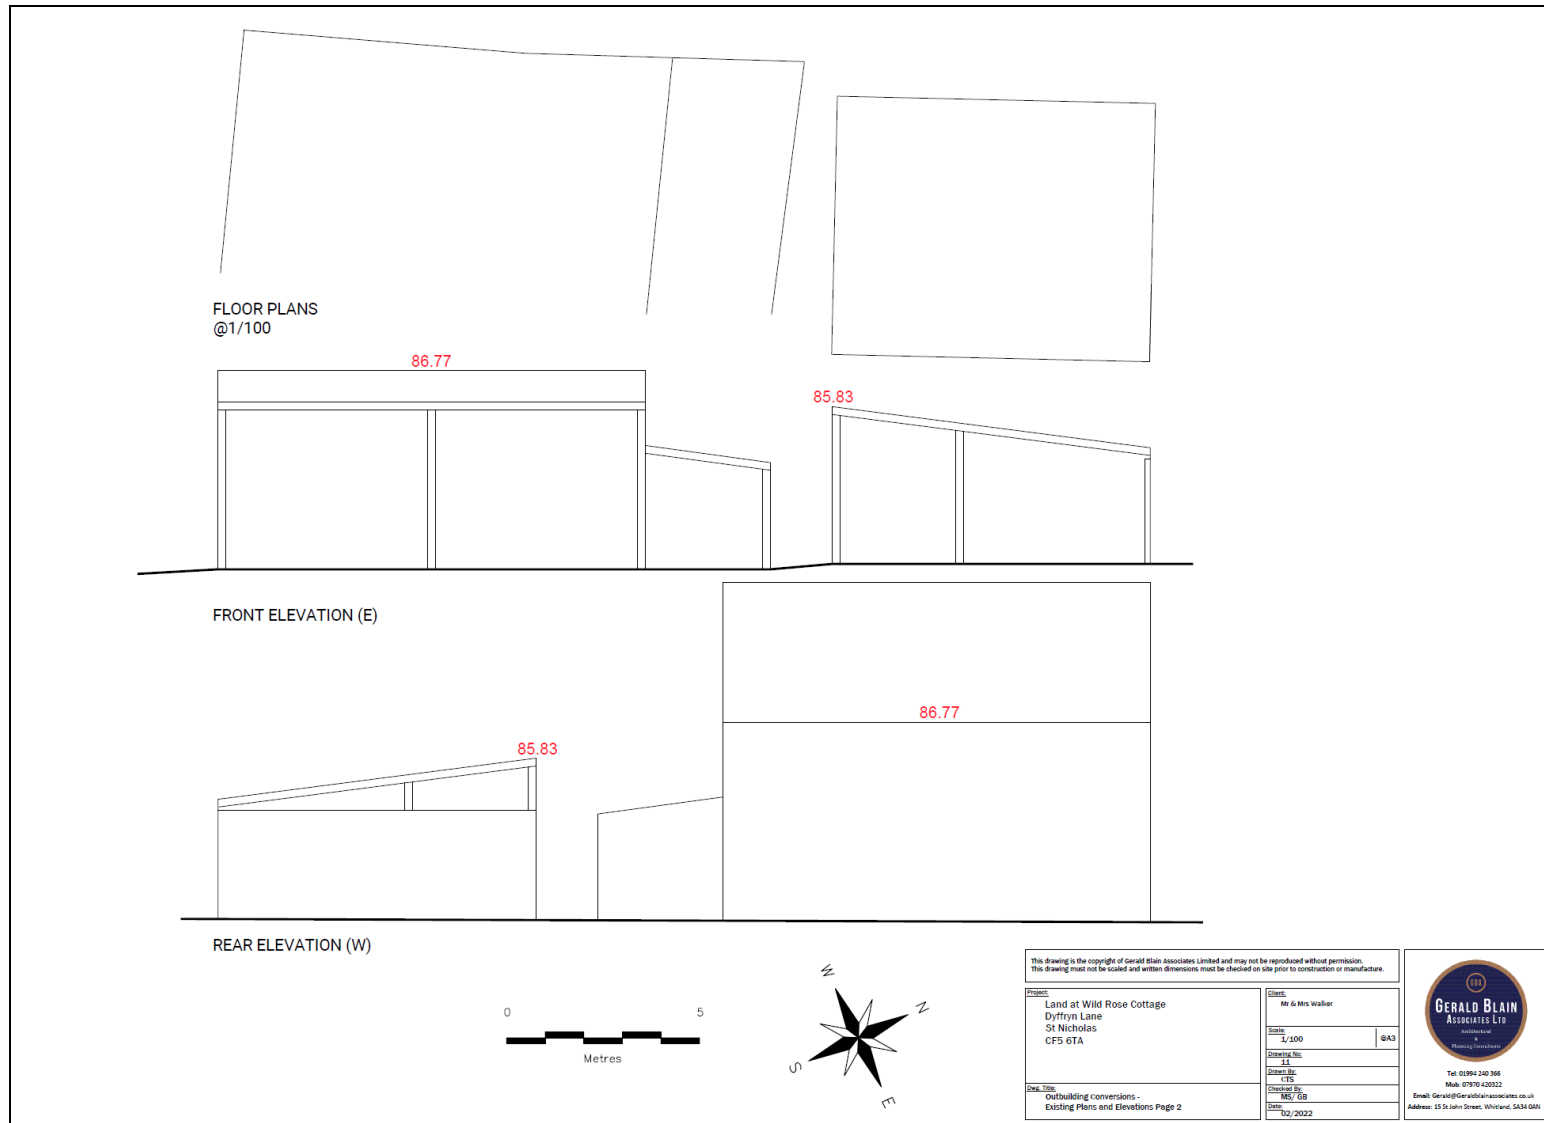 FLOOR PLANS
@1/100
86.77
85.83
FRONT ELEVATION (E)
86.77
85.83
REAR ELEVATION (W)
0 5
Metres
W
N
S
E
This drawing is the copyright of Gerald Blain Associates Limited and may not be reproduced without permission.
This drawing must not be scaled and written dimensions must be checked on site prior to construction or manufacture.
Project:
Land at Wild Rose Cottage
Dyffryn Lane
St Nicholas
CF5 6TA
Dwg. Title:
Outbuilding Conversions -
Existing Plans and Elevations Page 2
Client:
Mr & Mrs Walker
Scale:
1/100 @A3
Drawing No:
11
Drawn By:
CTS
Checked By:
MS/ GB
Date:
02/2022
GBA
GERALD BLAIN
ASSOCIATES LTD
Architectural
&
Planning Consultants
Tel: 01994 240 366
Mob: 07970 420322
Email: Gerald@Geraldblainassociates.co.uk
Address: 15 St John Street, Whitland, SA34 0AN